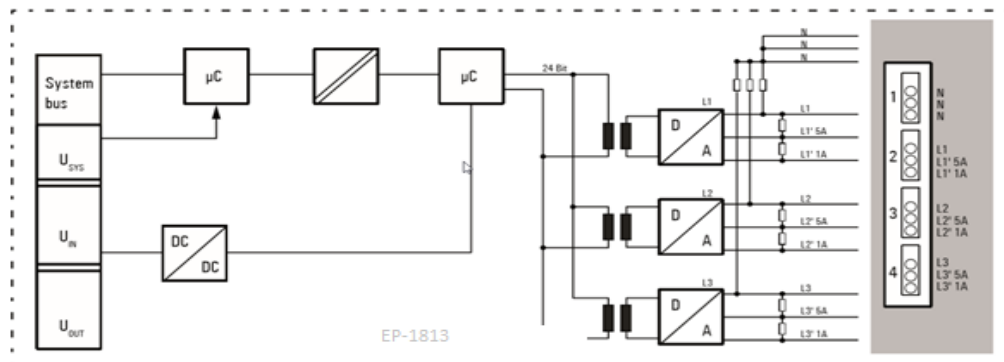 System
bus
U_SYS
U_IN
U_OUT
µC
µC
DC
DC
24 Bit
L1
D
A
L2
D
A
L3
D
A
N
N
N
L1
L1' 5A
L1' 1A
L2
L2' 5A
L2' 1A
L3
L3' 5A
L3' 1A
1
N
N
N
2
L1
L1' 5A
L1' 1A
3
L2
L2' 5A
L2' 1A
4
L3
L3' 5A
L3' 1A
EP-1813